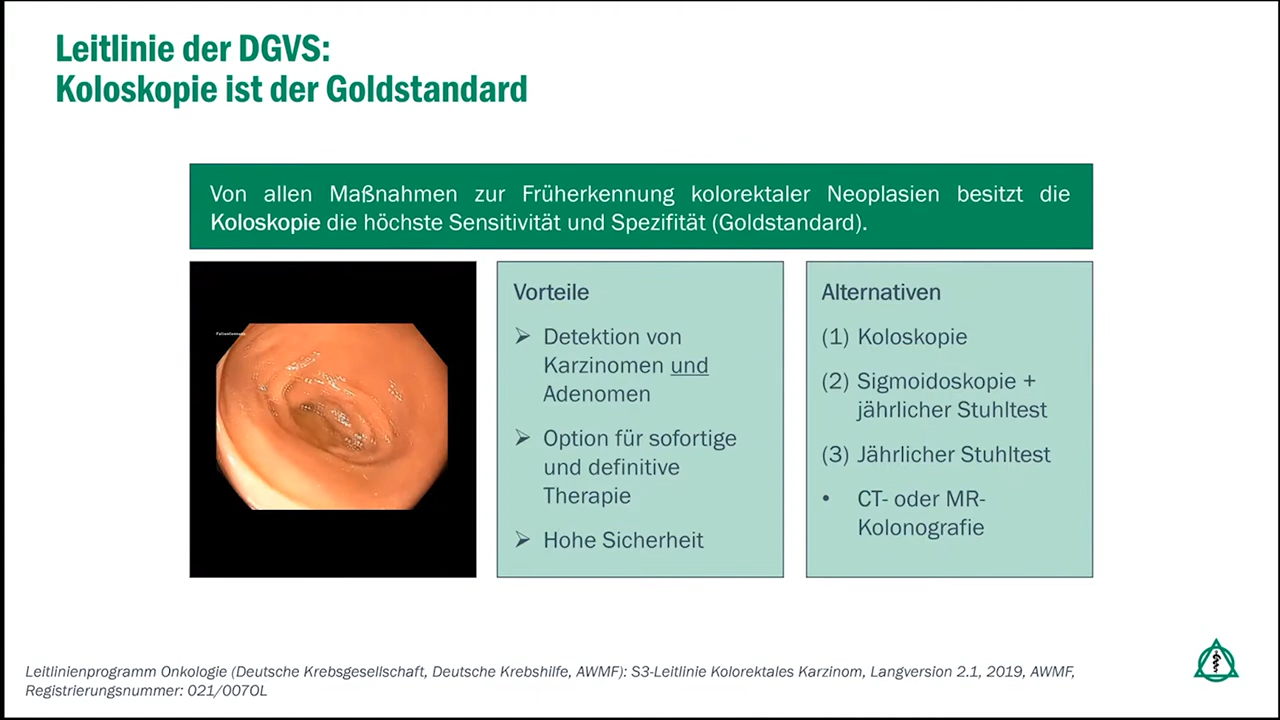 Leitlinie der DGVS:
Koloskopie ist der Goldstandard
Von allen Maßnahmen zur Früherkennung kolorektaler Neoplasien besitzt die
Koloskopie die höchste Sensitivität und Spezifität (Goldstandard).
Patientenname
Vorteile
➢ Detektion von
Karzinomen und
Adenomen
➢ Option für sofortige
und definitive
Therapie
➢ Hohe Sicherheit
Alternativen
(1) Koloskopie
(2) Sigmoidoskopie +
jährlicher Stuhltest
(3) Jährlicher Stuhltest
• CT- oder MR-
Kolonografie
Leitlinienprogramm Onkologie (Deutsche Krebsgesellschaft, Deutsche Krebshilfe, AWMF): S3-Leitlinie Kolorektales Karzinom, Langversion 2.1, 2019, AWMF,
Registrierungsnummer: 021/007OL